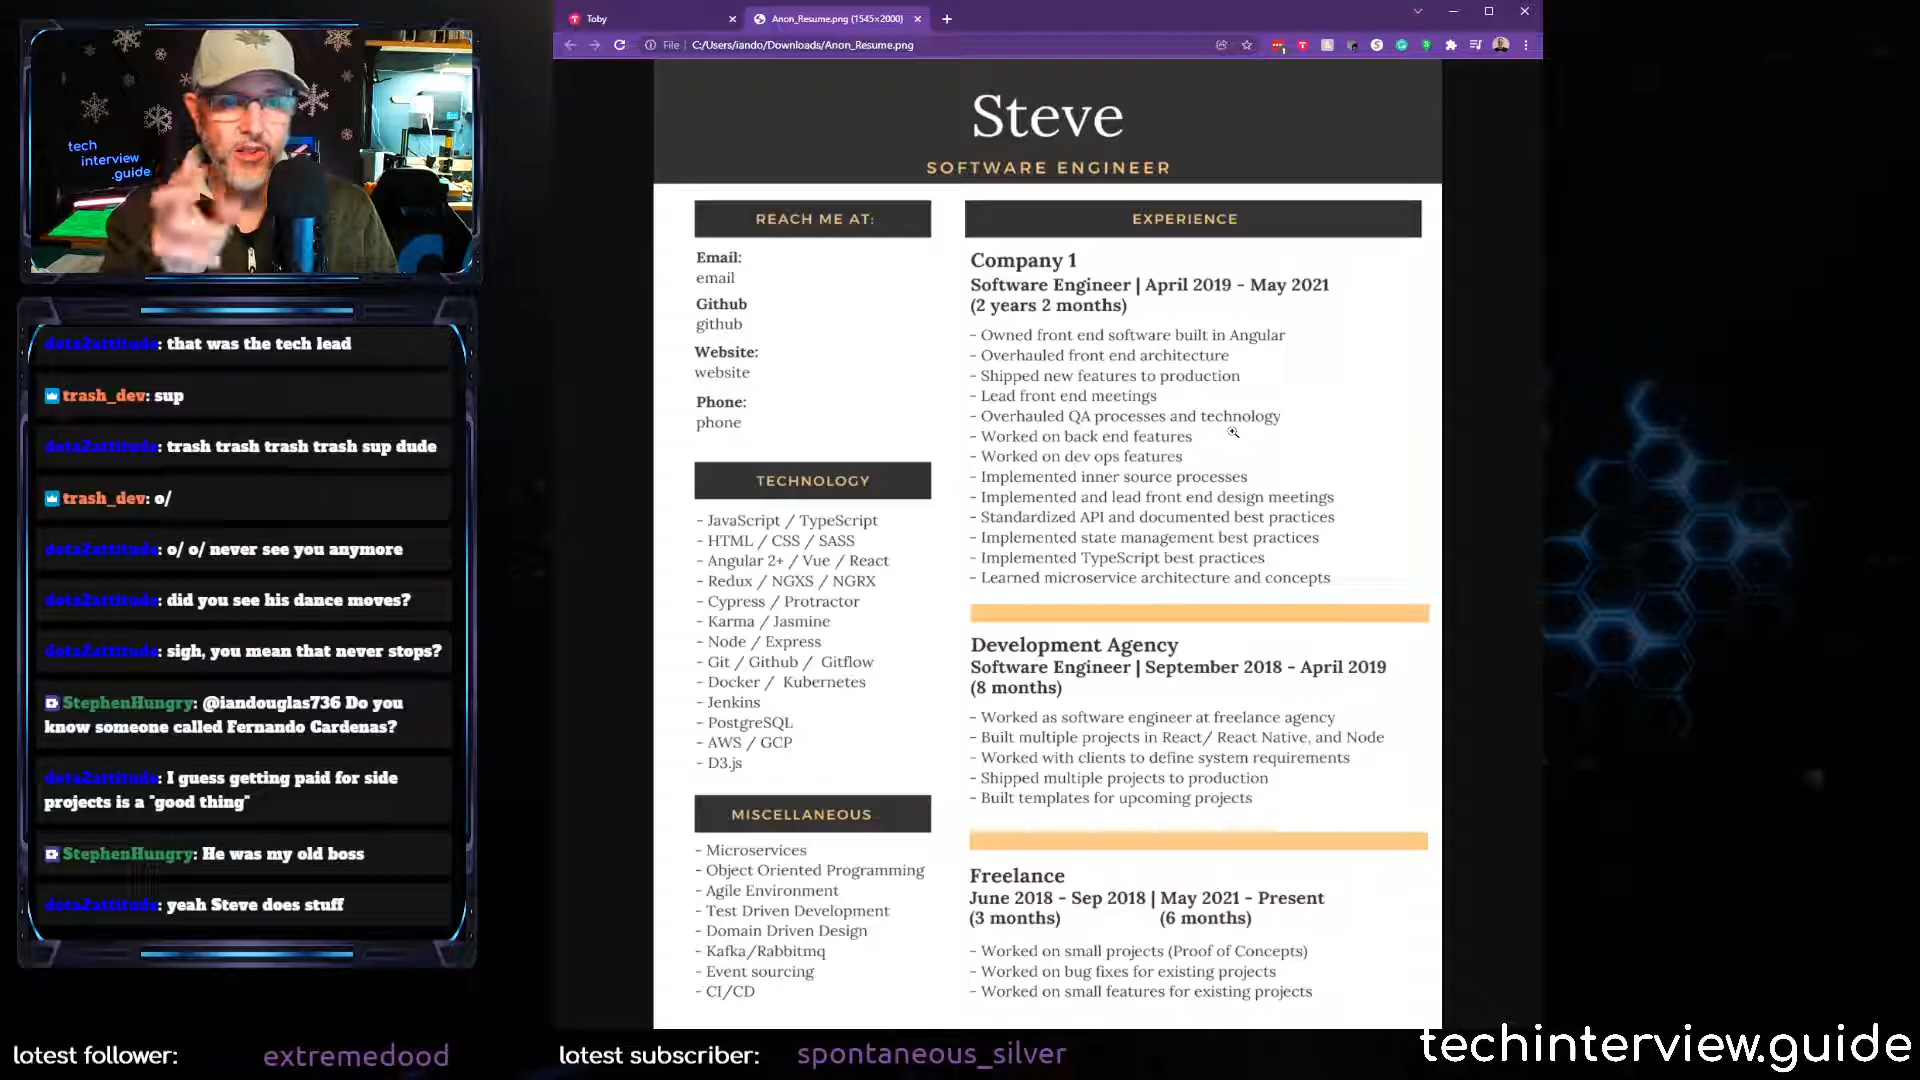 tech
interview
.guide
dota2attitude: that was the tech lead
trash_dev: sup
dota2attitude: trash trash trash trash sup dude
trash_dev: o/
dota2attitude: o/ o/ never see you anymore
dota2attitude: did you see his dance moves?
dota2attitude: sigh, you mean that never stops?
StephenHungry: @iandouglas736 Do you
know someone called Fernando Cardenas?
dota2attitude: I guess getting paid for side
projects is a "good thing"
StephenHungry: He was my old boss
dota2attitude: yeah Steve does stuff
latest follower: extremedood
Toby
Anon_Resume.png (1545×2000)
File C:/Users/iando/Downloads/Anon_Resume.png
Steve
SOFTWARE ENGINEER
REACH ME AT:
Email:
email
Github
github
Website:
website
Phone:
phone
TECHNOLOGY
- JavaScript / TypeScript
- HTML / CSS / SASS
- Angular 2+ / Vue / React
- Redux / NGXS / NGRX
- Cypress / Protractor
- Karma / Jasmine
- Node / Express
- Git / Github / Gitflow
- Docker / Kubernetes
- Jenkins
- PostgreSQL
- AWS / GCP
- D3.js
MISCELLANEOUS
- Microservices
- Object Oriented Programming
- Agile Environment
- Test Driven Development
- Domain Driven Design
- Kafka/Rabbitmq
- Event sourcing
- CI/CD
EXPERIENCE
Company 1
Software Engineer | April 2019 - May 2021
(2 years 2 months)
- Owned front end software built in Angular
- Overhauled front end architecture
- Shipped new features to production
- Lead front end meetings
- Overhauled QA processes and technology
- Worked on back end features
- Worked on dev ops features
- Implemented inner source processes
- Implemented and lead front end design meetings
- Standardized API and documented best practices
- Implemented state management best practices
- Implemented TypeScript best practices
- Learned microservice architecture and concepts
Development Agency
Software Engineer | September 2018 - April 2019
(8 months)
- Worked as software engineer at freelance agency
- Built multiple projects in React/ React Native, and Node
- Worked with clients to define system requirements
- Shipped multiple projects to production
- Built templates for upcoming projects
Freelance
June 2018 - Sep 2018 | May 2021 - Present
(3 months) (6 months)
- Worked on small projects (Proof of Concepts)
- Worked on bug fixes for existing projects
- Worked on small features for existing projects
latest subscriber: spontaneous_silver
techinterview.guide